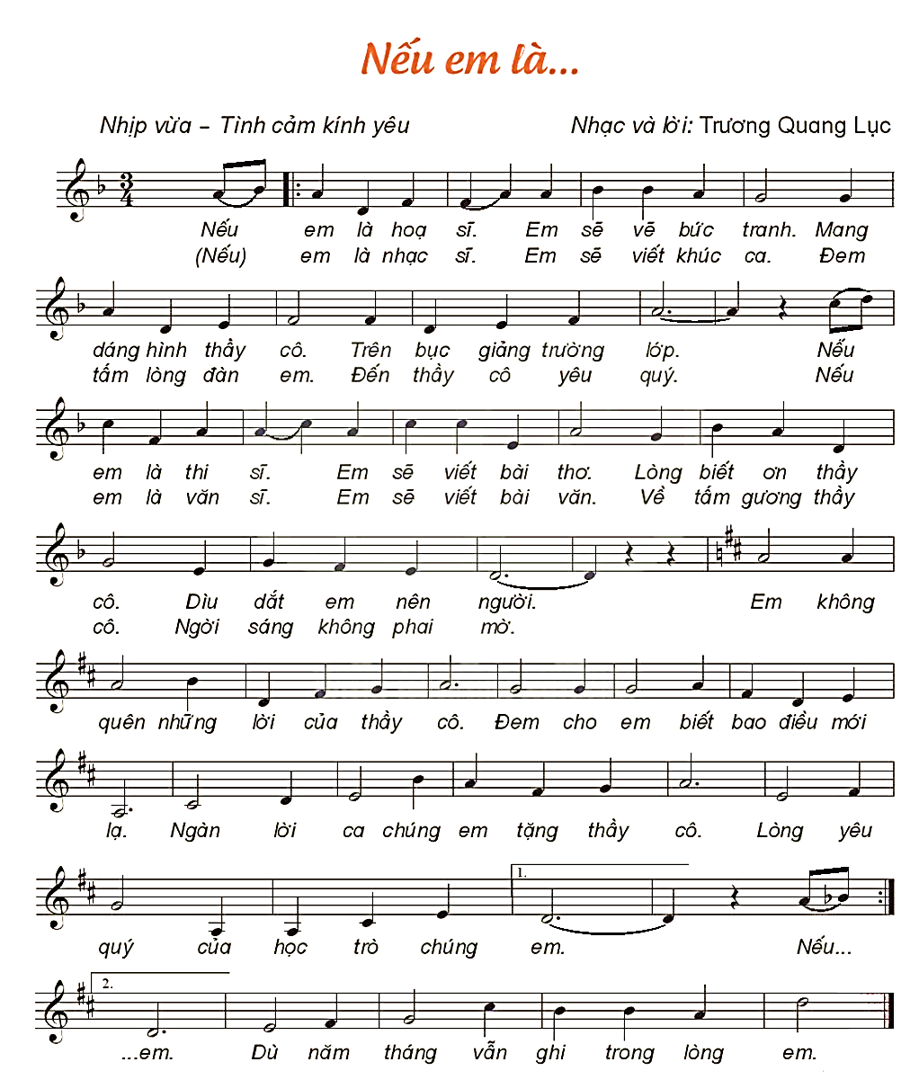 Nếu em là...
Nhịp vừa – Tình cảm kính yêu
Nhạc và lời: Trương Quang Lục
3
4
Nếu em là hoạ sĩ. Em sẽ vẽ bức tranh. Mang
(Nếu) em là nhạc sĩ. Em sẽ viết khúc ca. Đem
dáng hình thầy cô. Trên bục giảng trường lớp. Nếu
tấm lòng đàn em. Đến thầy cô yêu quý. Nếu
em là thi sĩ. Em sẽ viết bài thơ. Lòng biết ơn thầy
em là văn sĩ. Em sẽ viết bài văn. Về tấm gương thầy
cô. Dìu dắt em nên người. Em không
cô. Ngời sáng không phai mờ.
quên những lời của thầy cô. Đem cho em biết bao điều mới
lạ. Ngàn lời ca chúng em tặng thầy cô. Lòng yêu
1.
quý của học trò chúng em. Nếu...
2.
...em. Dù năm tháng vẫn ghi trong lòng em.